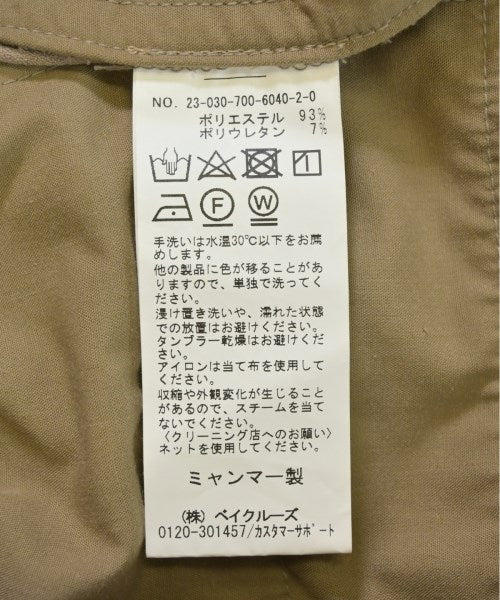 NO. 23-030-700-6040-2-0
ポリエステル 93%
ポリウレタン 7%
F
W
手洗いは水温30℃以下をお薦
めします。
他の製品に色が移ることがあ
りますので、単独で洗ってく
ださい。
浸け置き洗いや、濡れた状態
での放置はお避けください。
タンブラー乾燥はお避けくだ
さい。
アイロンは当て布を使用して
ください。
収縮や外観変化が生じること
があるので、スチームを当て
ないでください。
〈クリーニング店へのお願い〉
ネットを使用してください。
ミャンマー製
(株) ベイクルーズ
0120-301457/カスタマーサポート